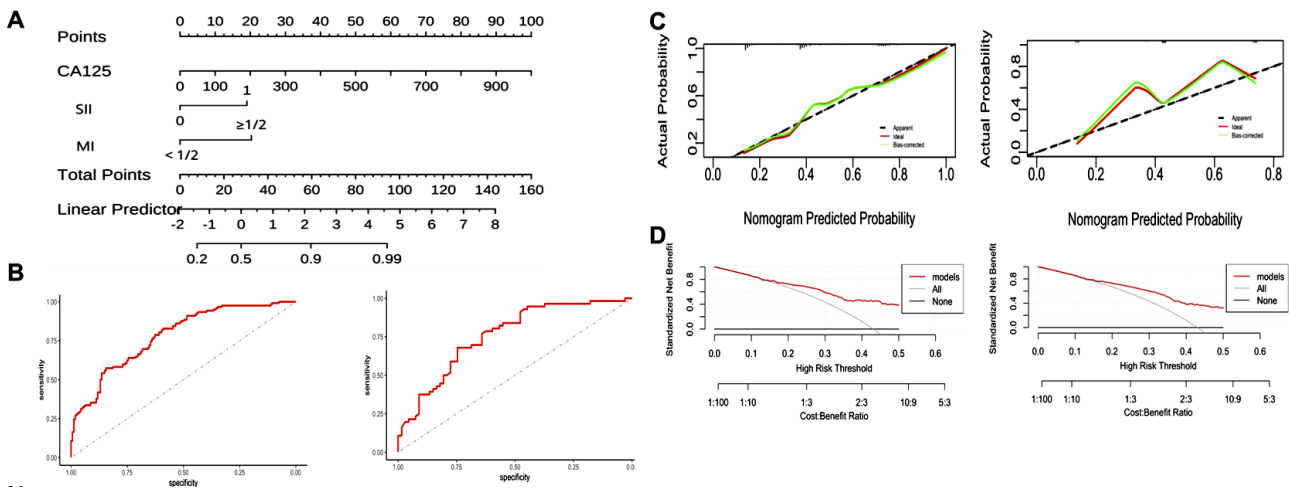 A
Points
0 10 20 30 40 50 60 70 80 90 100
CA125
0 100 300 400 500 600 700 900
SII
1
0
MI
≥1/2
< 1/2
Total Points
0 20 40 60 80 100 120 140 160
Linear Predictor
-2 -1 0 1 2 3 4 5 6 7 8
0.2 0.5 0.9 0.99
B
sensitivity
1.00
0.75
0.50
0.25
0.00
1.00 0.75 0.50 0.25 0.00
specificity
sensitivity
1.00
0.75
0.50
0.25
0.00
1.00 0.75 0.50 0.25 0.00
specificity
C
Actual Probability
1.0
0.6
0.2
Apparent
Ideal
Bias-corrected
0.0 0.2 0.4 0.6 0.8 1.0
Nomogram Predicted Probability
Actual Probability
0.8
0.4
0.0
Apparent
Ideal
Bias-corrected
0.0 0.2 0.4 0.6 0.8
Nomogram Predicted Probability
D
Standardized Net Benefit
0.8
0.4
0.0
models
All
None
0.0 0.1 0.2 0.3 0.4 0.5 0.6
High Risk Threshold
1:100 1:10 1:3 2:3 10:9 5:3
Cost:Benefit Ratio
Standardized Net Benefit
0.8
0.4
0.0
models
All
None
0.0 0.1 0.2 0.3 0.4 0.5 0.6
High Risk Threshold
1:100 1:10 1:3 2:3 10:9 5:3
Cost:Benefit Ratio